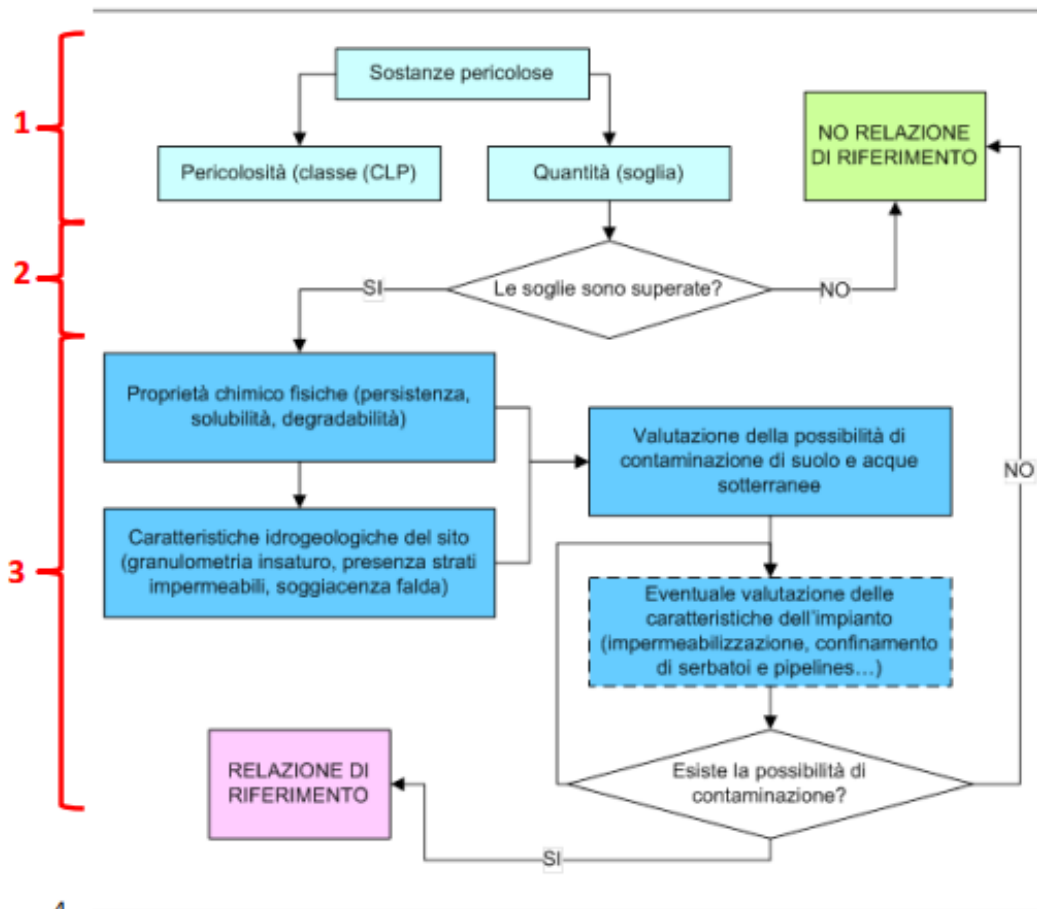 1
Sostanze pericolose
Pericolosità (classe (CLP)
Quantità (soglia)
NO RELAZIONE
DI RIFERIMENTO
2
SI
Le soglie sono superate?
NO
3
Proprietà chimico fisiche (persistenza,
solubilità, degradabilità)
Valutazione della possibilità di
contaminazione di suolo e acque
sotterranee
NO
Caratteristiche idrogeologiche del sito
(granulometria insaturo, presenza strati
impermeabili, soggiacenza falda)
Eventuale valutazione delle
caratteristiche dell'impianto
(impermeabilizzazione, confinamento
di serbatoi e pipelines...)
RELAZIONE DI
RIFERIMENTO
Esiste la possibilità di
contaminazione?
SI